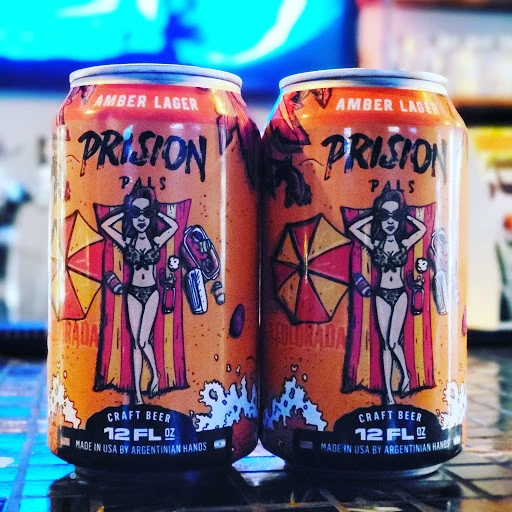 AMBER LAGER
PRISION
PALS
RADA
CRAFT BEER
12 FL OZ
MADE IN USA BY ARGENTINIAN HANDS
AMBER LAGER
PRISION
PALS
COLORADA
CRAFT BEER
12 FL OZ
MADE IN USA BY ARGENTINIAN HANDS